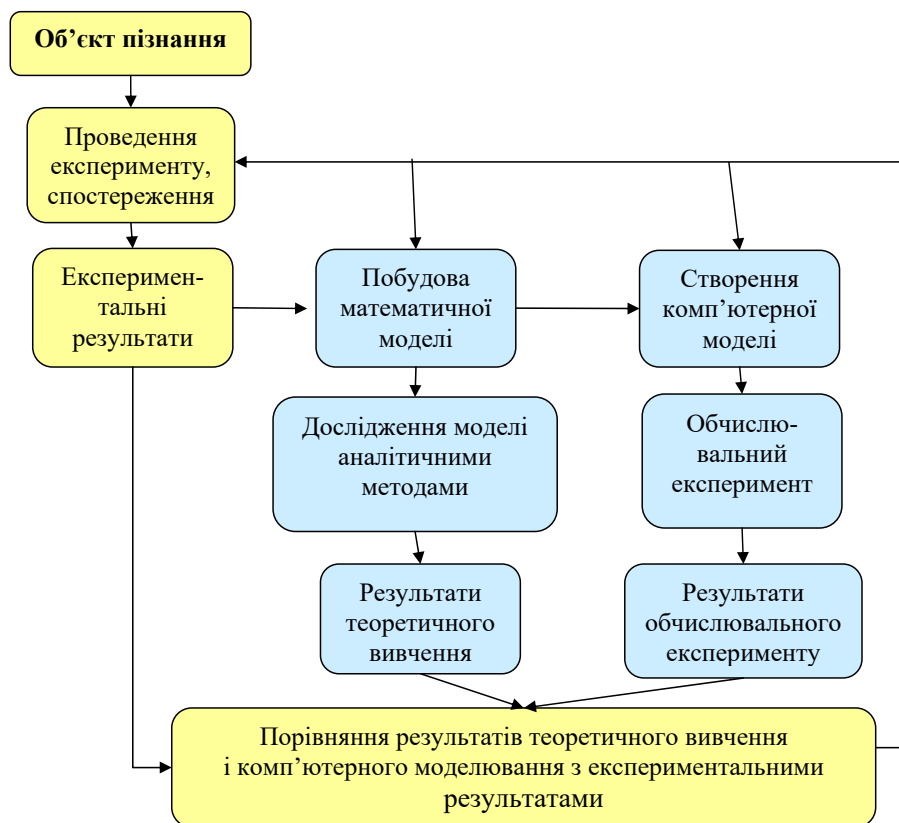 Об’єкт пізнання
Проведення
експерименту,
спостереження
Эксперимен-
тальні
результати
Побудова
математичної
моделі
Створення
комп’ютерної
моделі
Дослідження моделі
аналітичними
методами
Обчислю-
вальний
експеримент
Результати
теоретичного
вивчення
Результати
обчислювального
експерименту
Порівняння результатів теоретичного вивчення
і комп’ютерного моделювання з експериментальними
результатами